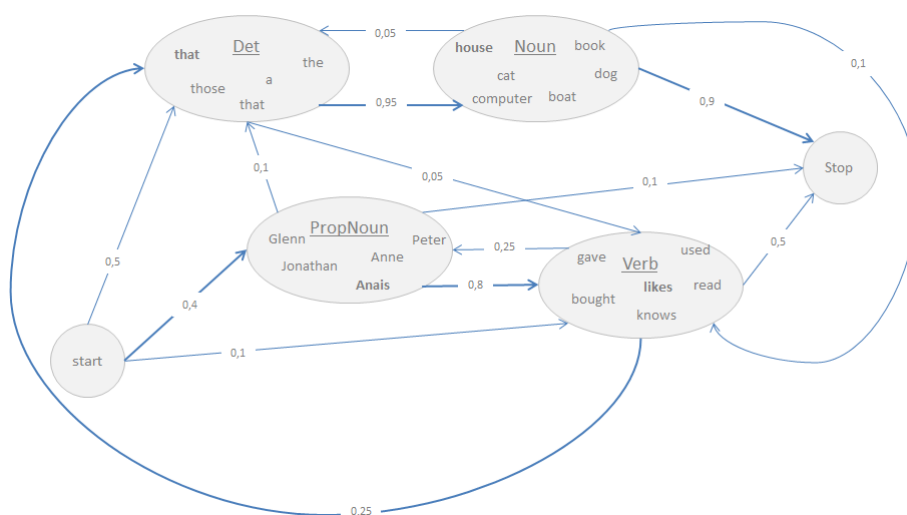 0,05
Det
that
the
a
those
that
Noun
house
book
cat
dog
computer
boat
0,1
0,95
0,9
Stop
0,1
0,05
0,1
PropNoun
Glenn
Peter
Anne
Jonathan
Anais
0,25
0,8
Verb
gave
used
likes
read
bought
knows
0,5
0,5
0,4
start
0,1
0,25